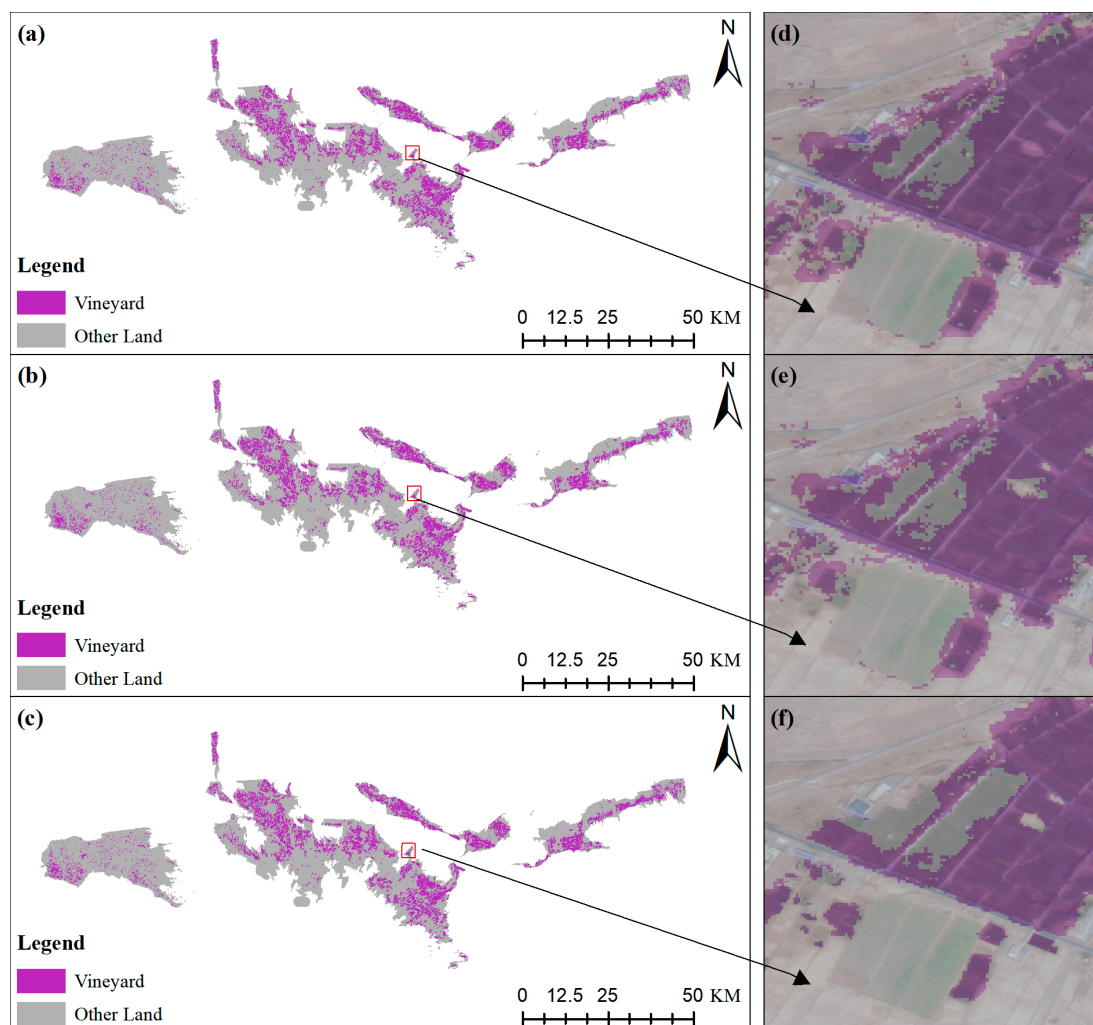 (a)
N
Legend
Vineyard
Other Land
0 12.5 25 50 KM
(d)
(b)
N
Legend
Vineyard
Other Land
0 12.5 25 50 KM
(e)
(c)
N
Legend
Vineyard
Other Land
0 12.5 25 50 KM
(f)